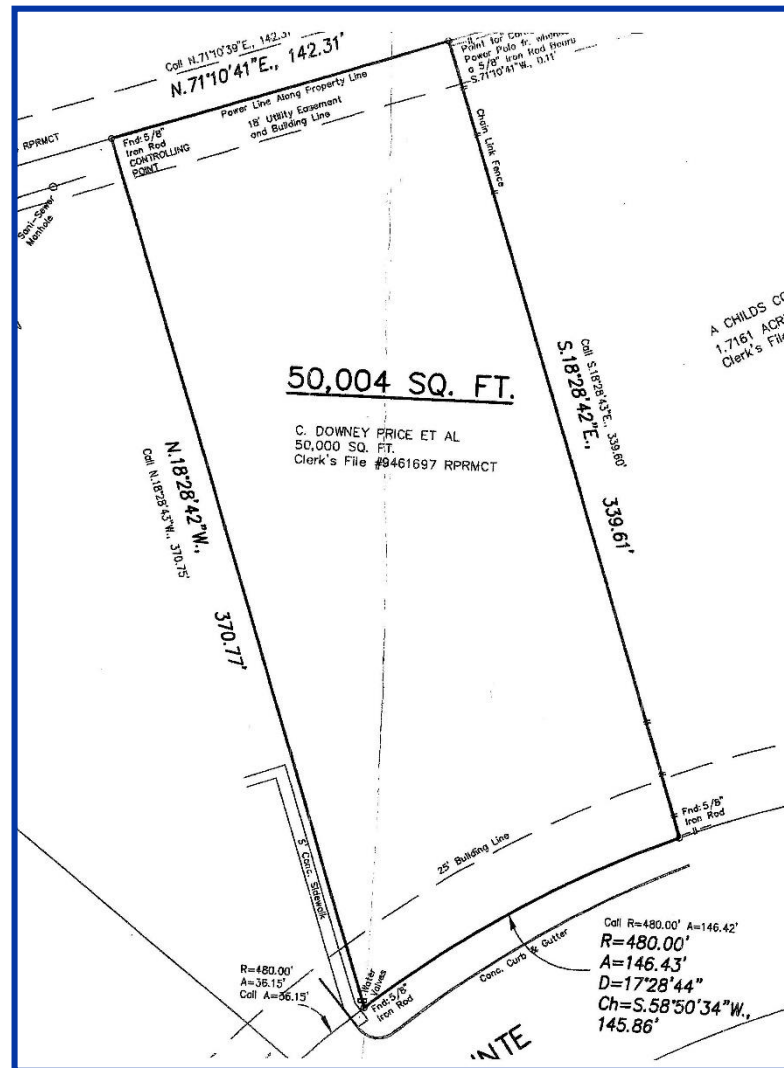 Call N.71°10'39"E., 142.31'
N.71°10'41"E., 142.31'
Power Line Along Property Line
18' Utility Easement
and Building Line
RPRMCT
Fnd: 5/8"
Iron Rod
CONTROLLING
POINT
Sani-Sewer
Manhole
Point for
Power Pole fr. whence
a 5/8" Iron Rod Bears
S.71°10'41"W., 0.11'
Chain Link Fence
A CHILDS
1.7161
Clerk's
Call S.18°28'43"E., 339.60'
S.18°28'42"E.,
339.61'
50,004 SQ. FT.
C. DOWNEY PRICE ET AL
50,000 SQ. FT.
Clerk's File #9461697 RPRMCT
N.18°28'42"W.,
Call N.18°28'43"W., 370.75'
370.77'
5' Conc. Sidewalk
25' Building Line
Fnd: 5/8"
Iron Rod
R=480.00'
A=36.15'
Call A=36.15'
Water
Valves
Fnd: 5/8"
Iron Rod
Conc. Curb & Gutter
Call R=480.00' A=146.42'
R=480.00'
A=146.43'
D=17°28'44"
Ch=S.58°50'34"W.,
145.86'